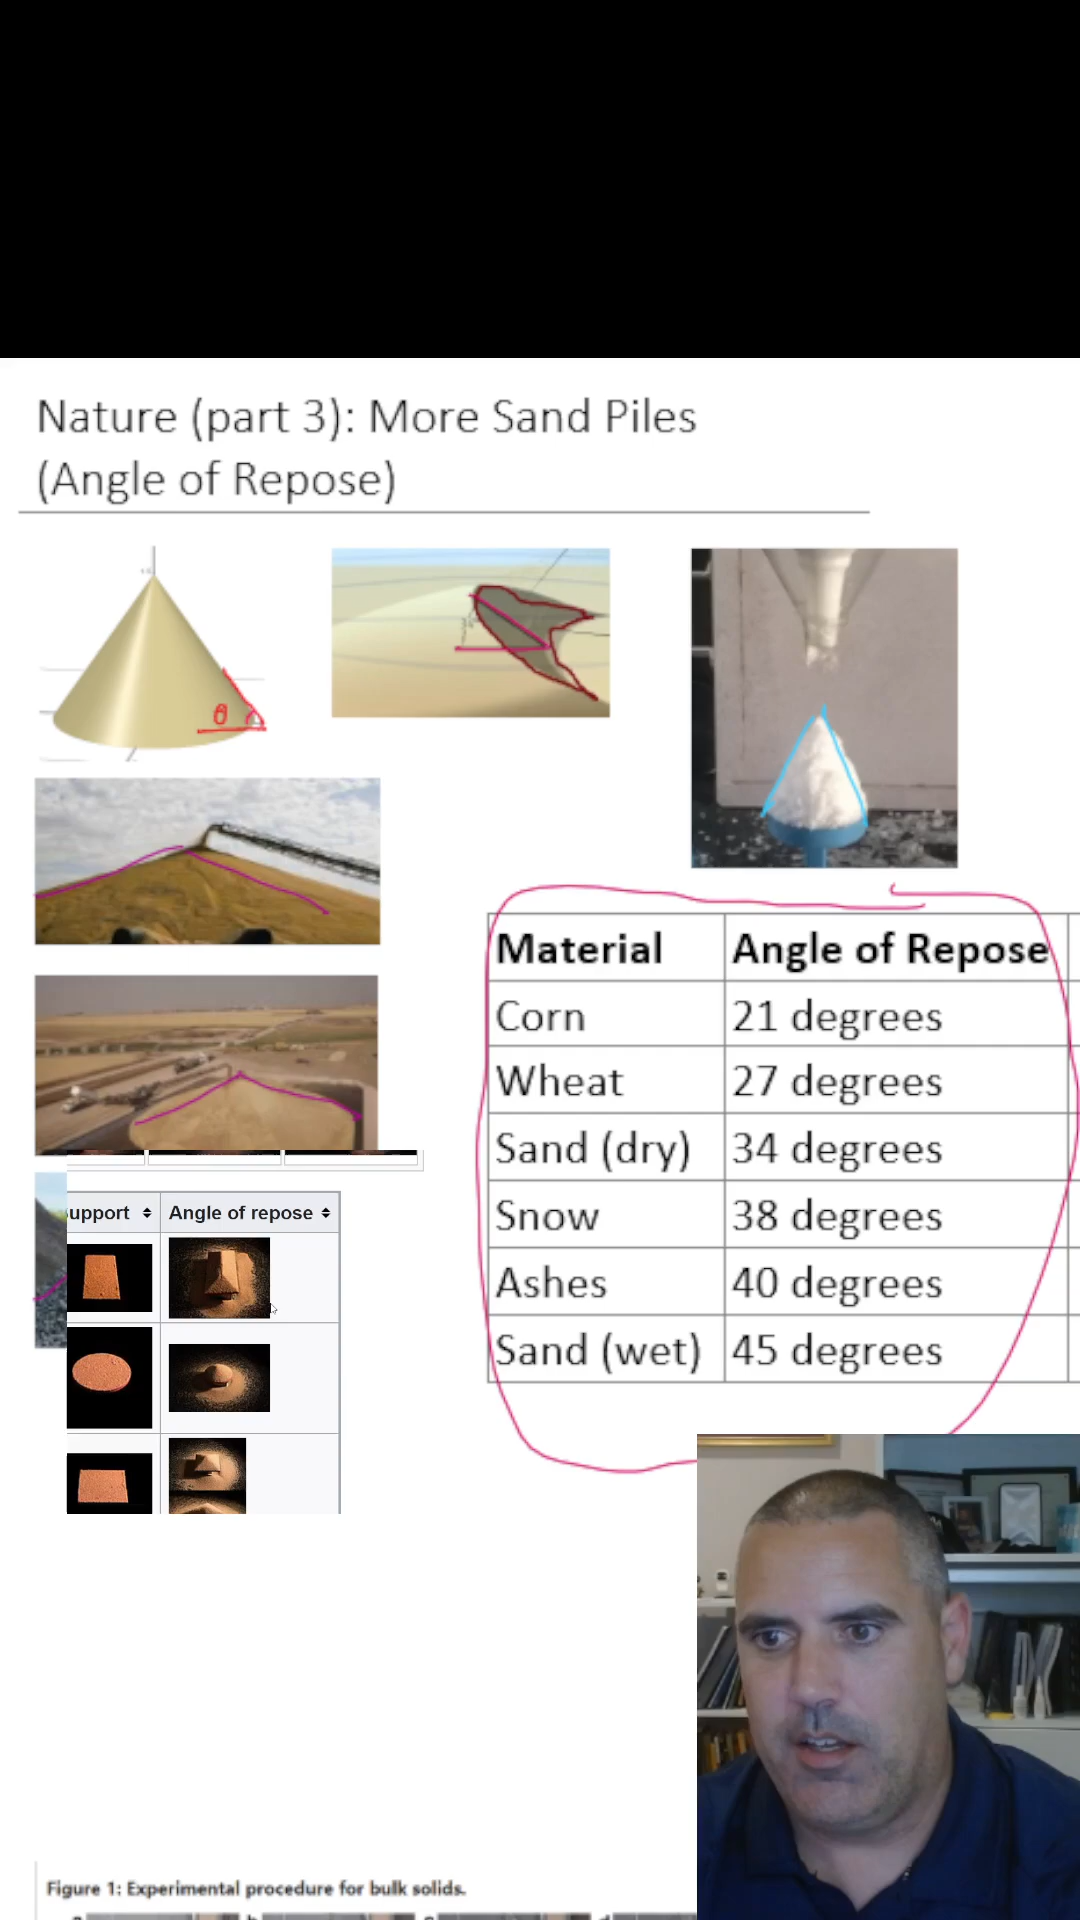 Nature (part 3): More Sand Piles
(Angle of Repose)
θ
Material Angle of Repose
Corn 21 degrees
Wheat 27 degrees
Sand (dry) 34 degrees
Snow 38 degrees
Ashes 40 degrees
Sand (wet) 45 degrees
upport Angle of repose
Figure 1: Experimental procedure for bulk solids.